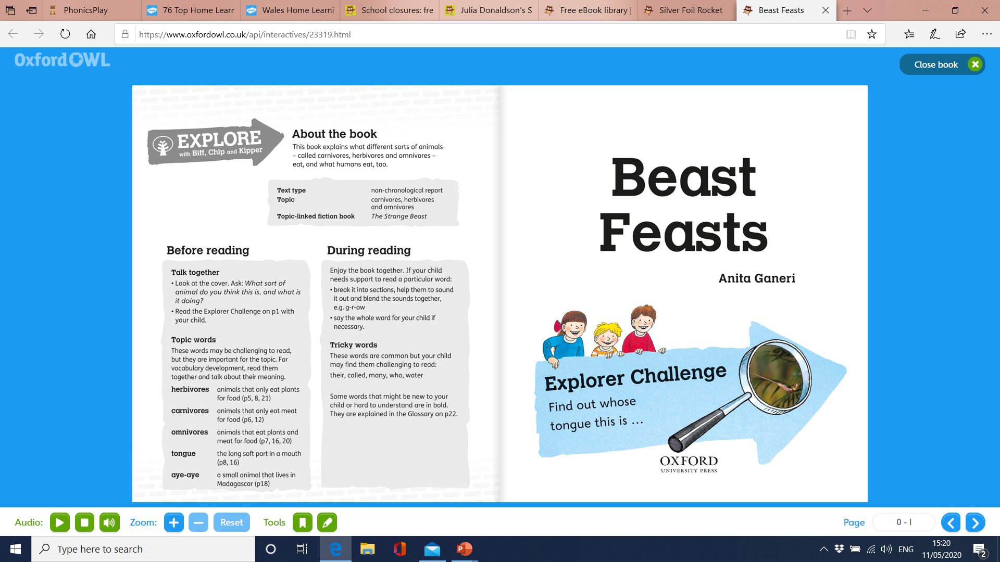 PhonicsPlay
76 Top Home Learr
Wales Home Learni
School closures: fre
Julia Donaldson's S
Free eBook library |
Silver Foil Rocket
Beast Feasts
https://www.oxfordowl.co.uk/api/interactives/23319.html
Oxford OWL
Close book
EXPLORE
with Biff, Chip and Kipper
About the book
This book explains what different sorts of animals
– called carnivores, herbivores and omnivores –
eat, and what humans eat, too.
Text type non-chronological report
Topic carnivores, herbivores
and omnivores
Topic-linked fiction book The Strange Beast
Before reading
Talk together
• Look at the cover. Ask: What sort of
animal do you think this is, and what is
it doing?
• Read the Explorer Challenge on p1 with
your child.
Topic words
These words may be challenging to read,
but they are important for the topic. For
vocabulary development, read them
together and talk about their meaning.
herbivores animals that only eat plants
for food (p5, 8, 21)
carnivores animals that only eat meat
for food (p6, 12)
omnivores animals that eat plants and
meat for food (p7, 16, 20)
tongue the long soft part in a mouth
(p8, 16)
aye-aye a small animal that lives in
Madagascar (p18)
During reading
Enjoy the book together. If your child
needs support to read a particular word:
• break it into sections, help them to sound
it out and blend the sounds together,
e.g. g-r-ow
• say the whole word for your child if
necessary.
Tricky words
These words are common but your child
may find them challenging to read:
their, called, many, who, water
Some words that might be new to your
child or hard to understand are in bold.
They are explained in the Glossary on p22.
Beast
Feasts
Anita Ganeri
Explorer Challenge
Find out whose
tongue this is ...
OXFORD
UNIVERSITY PRESS
Audio:
Zoom:
Reset
Tools
Page
0 - I
Type here to search
ENG
15:20
11/05/2020
2